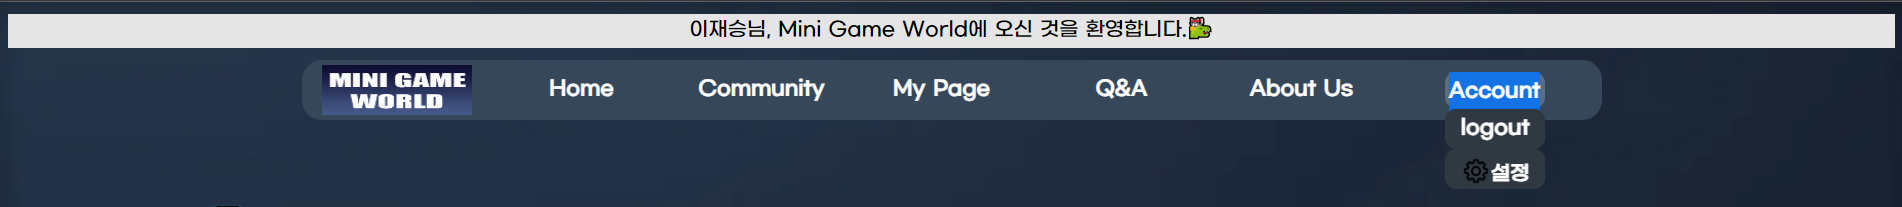 이재승님, Mini Game World에 오신 것을 환영합니다.
MINI GAME
WORLD
Home Community My Page Q&A About Us Account
logout
설정